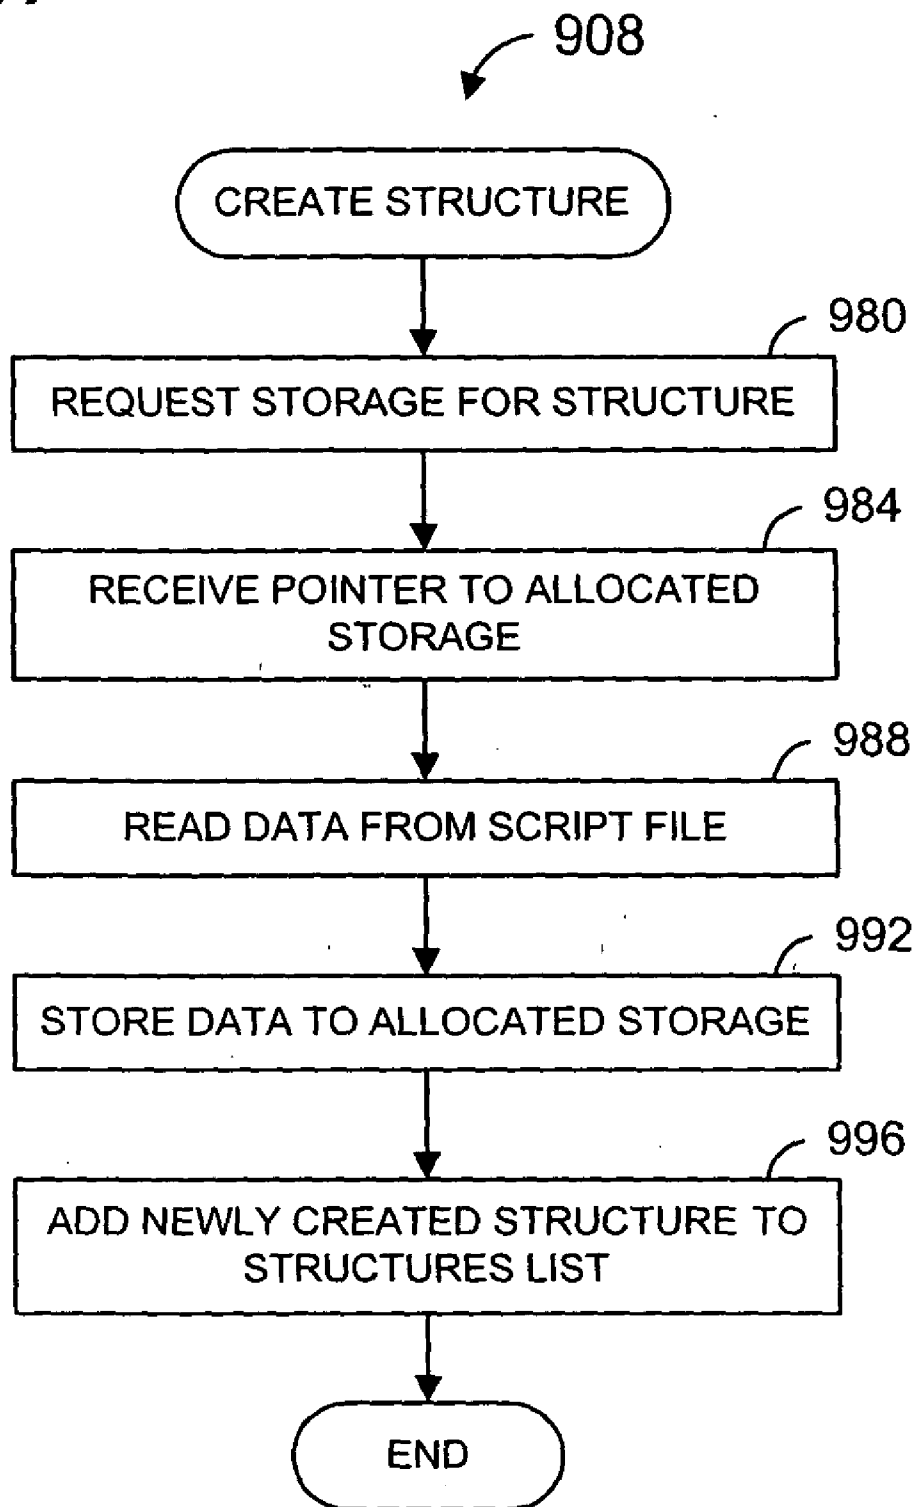 908
CREATE STRUCTURE
980
REQUEST STORAGE FOR STRUCTURE
984
RECEIVE POINTER TO ALLOCATED
STORAGE
988
READ DATA FROM SCRIPT FILE
992
STORE DATA TO ALLOCATED STORAGE
996
ADD NEWLY CREATED STRUCTURE TO
STRUCTURES LIST
END